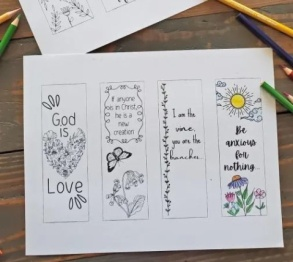 God
is
Love
If anyone
is in Christ,
he is a
new
creation
I am the
vine,
you are the
branches.
Be
anxious
for
nothing...